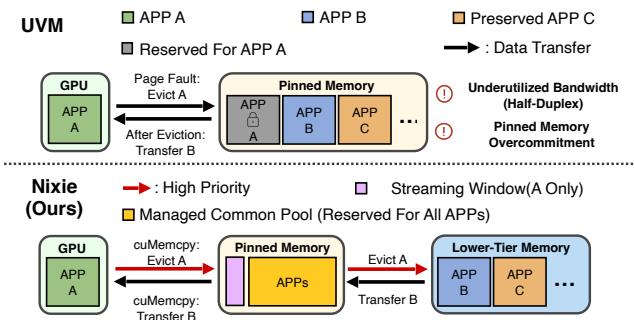 UVM
APP A
APP B
Preserved APP C
Reserved For APP A
: Data Transfer
GPU
APP
A
Page Fault:
Evict A
After Eviction:
Transfer B
Pinned Memory
APP
A
APP
B
APP
C
...
Underutilized Bandwidth
(Half-Duplex)
Pinned Memory
Overcommitment
Nixie
(Ours)
: High Priority
Streaming Window(A Only)
Managed Common Pool (Reserved For All APPs)
GPU
APP
A
cuMemcpy:
Evict A
cuMemcpy:
Transfer B
Pinned Memory
APPs
Evict A
Transfer B
Lower-Tier Memory
APP
B
APP
C
...